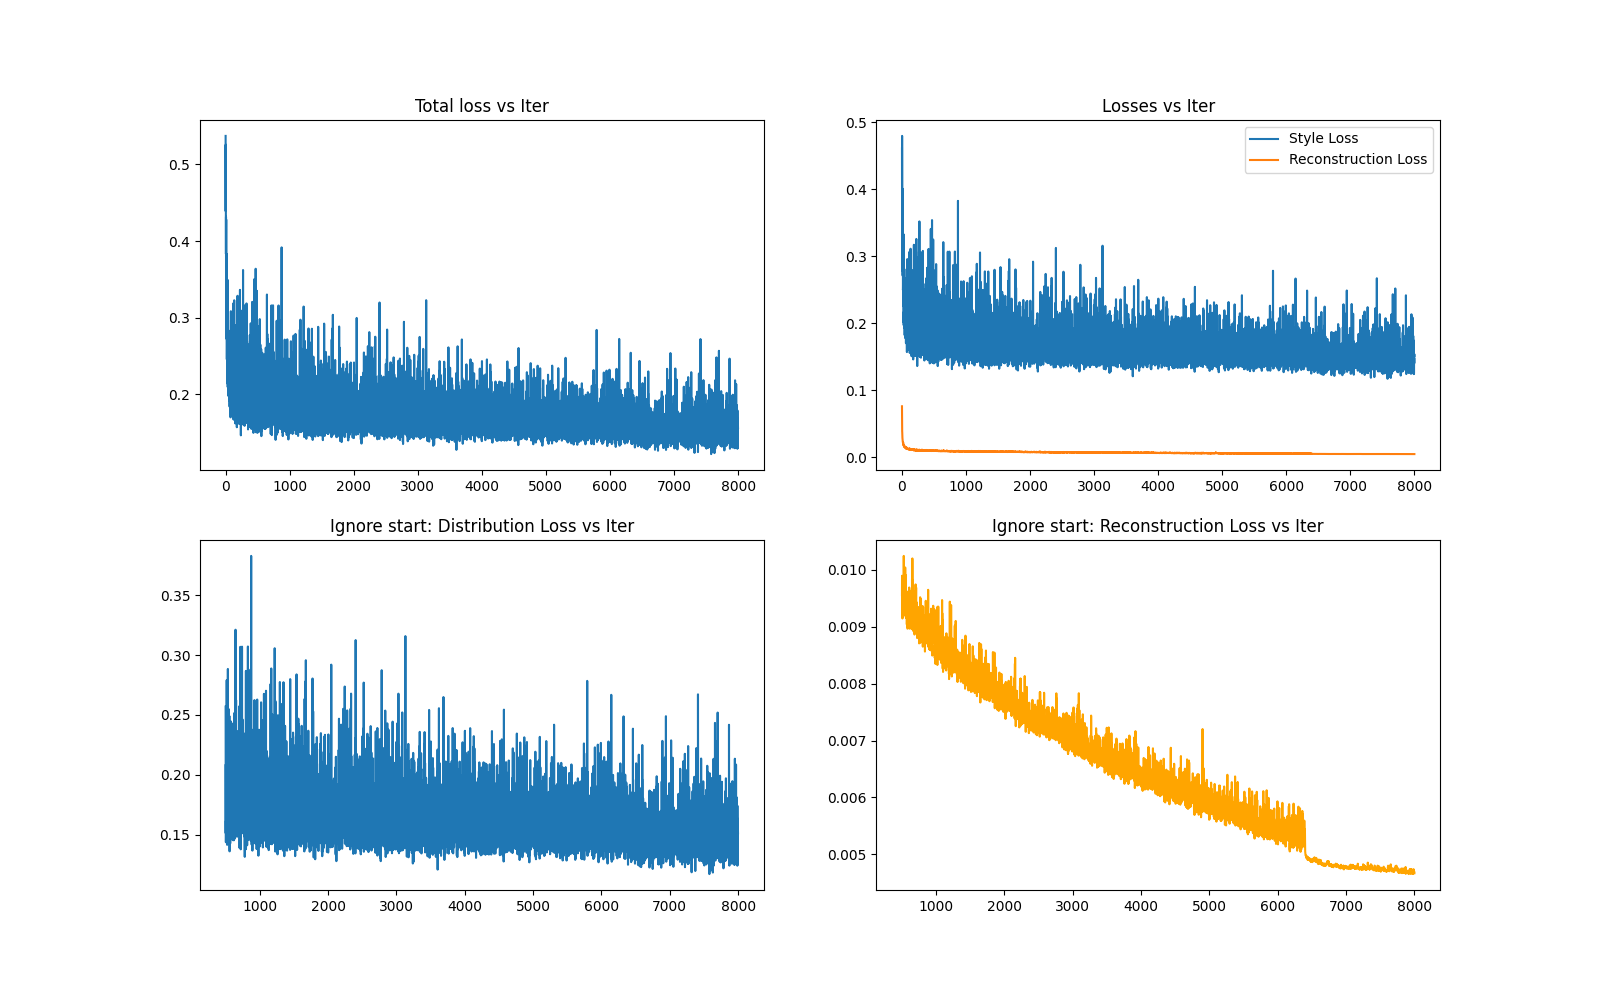 Total loss vs Iter
0.5
0.4
0.3
0.2
0 1000 2000 3000 4000 5000 6000 7000 8000
Losses vs Iter
Style Loss
Reconstruction Loss
0.5
0.4
0.3
0.2
0.1
0.0
0 1000 2000 3000 4000 5000 6000 7000 8000
Ignore start: Distribution Loss vs Iter
0.35
0.30
0.25
0.20
0.15
1000 2000 3000 4000 5000 6000 7000 8000
Ignore start: Reconstruction Loss vs Iter
0.010
0.009
0.008
0.007
0.006
0.005
1000 2000 3000 4000 5000 6000 7000 8000